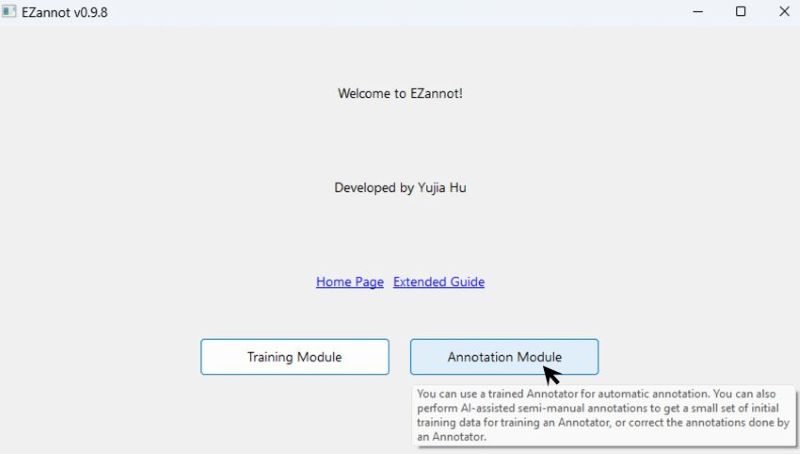 EZannot v0.9.8
Welcome to EZannot!
Developed by Yujia Hu
Home Page Extended Guide
Training Module Annotation Module
You can use a trained Annotator for automatic annotation. You can also
perform AI-assisted semi-manual annotations to get a small set of initial
training data for training an Annotator, or correct the annotations done by
an Annotator.